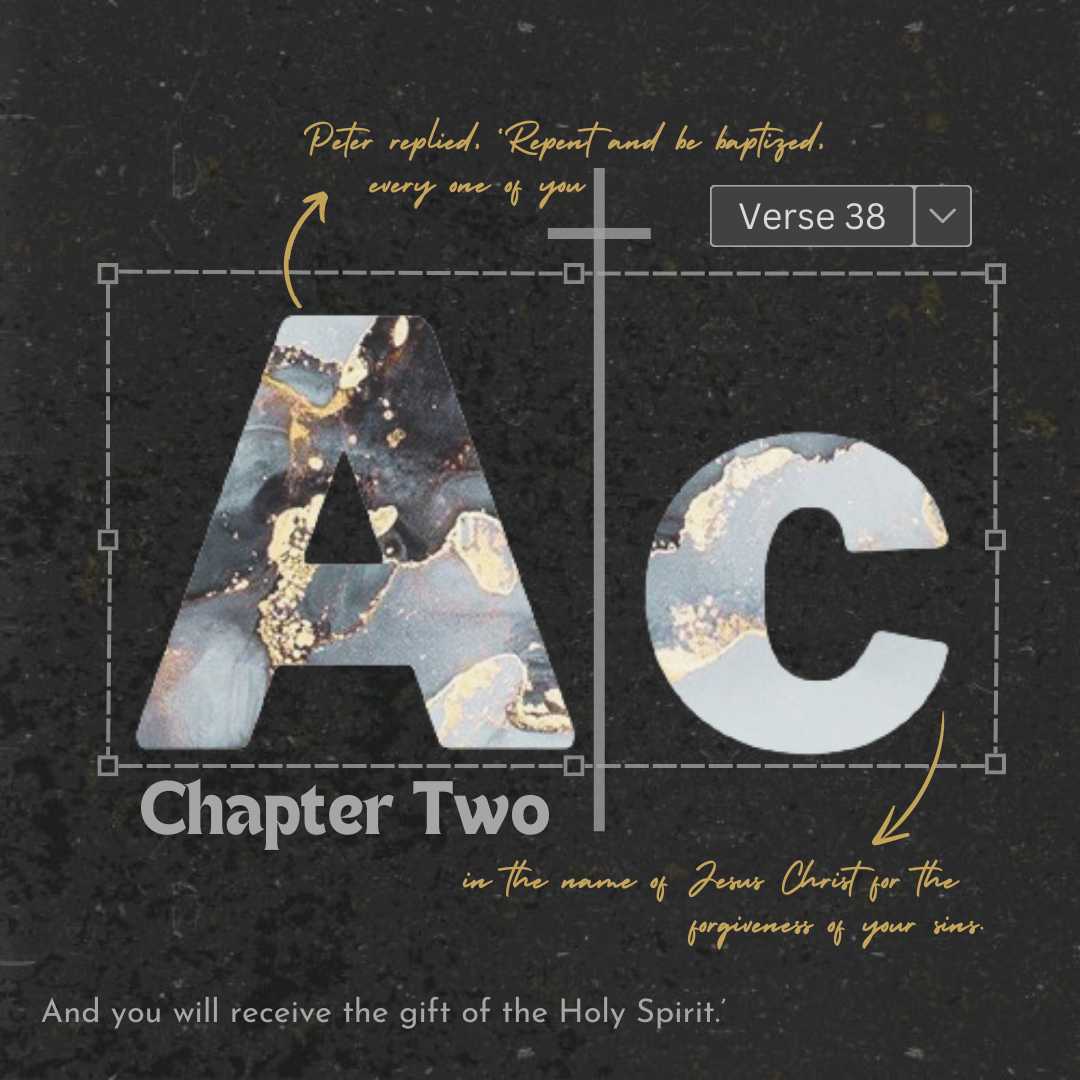 Peter replied, ‘Repent and be baptized,
every one of you
Verse 38
Ac
Chapter Two
in the name of Jesus Christ for the
forgiveness of your sins.
And you will receive the gift of the Holy Spirit.’